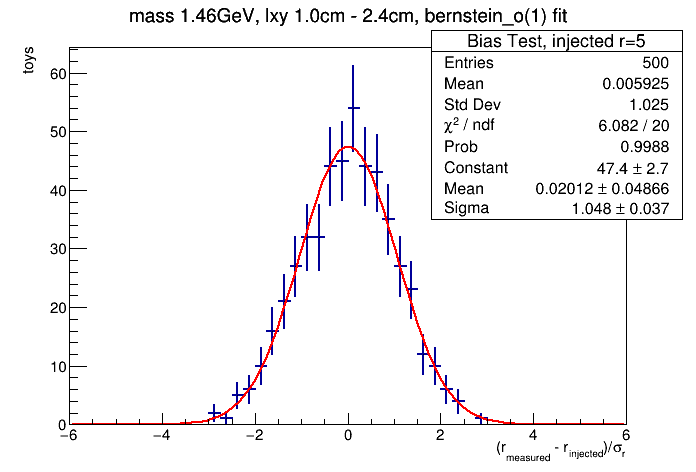 mass 1.46GeV, lxy 1.0cm - 2.4cm, bernstein_o(1) fit
Bias Test, injected r=5
Entries 500
Mean 0.005925
Std Dev 1.025
χ² / ndf 6.082 / 20
Prob 0.9988
Constant 47.4 ± 2.7
Mean 0.02012 ± 0.04866
Sigma 1.048 ± 0.037
toys
60
50
40
30
20
10
0
−6 −4 −2 0 2 4 6
(r_measured - r_injected)/σ_r